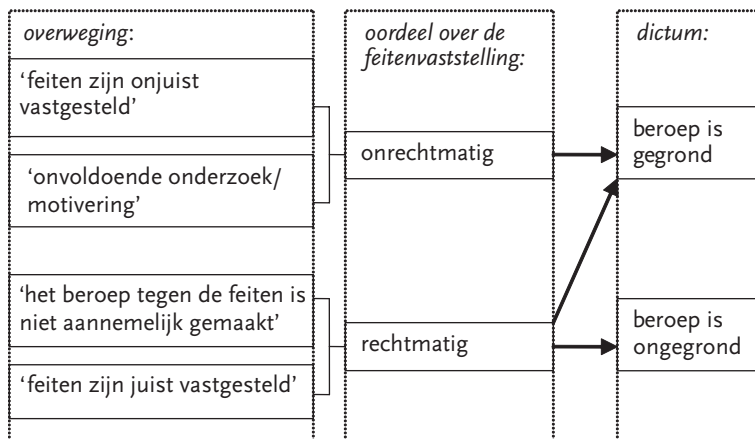 overweging:
'feiten zijn onjuist
vastgesteld'
'onvoldoende onderzoek/
motivering'
'het beroep tegen de feiten is
niet aannemelijk gemaakt'
'feiten zijn juist vastgesteld'
oordeel over de
feitenvaststelling:
onrechtmatig
rechtmatig
dictum:
beroep is
gegrond
beroep is
ongegrond